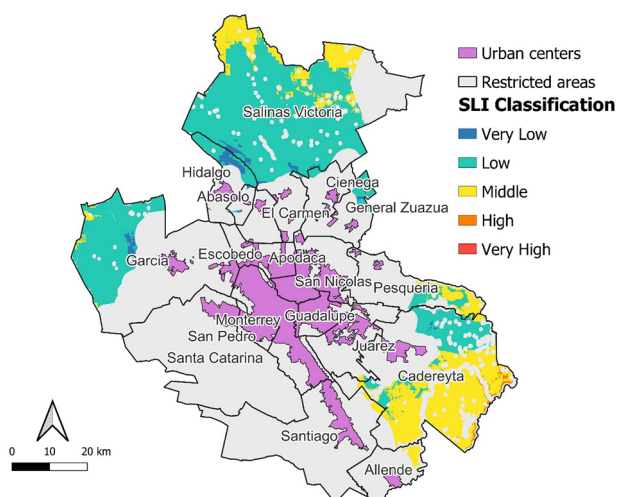 Urban centers
Restricted areas
SLI Classification
Very Low
Low
Middle
High
Very High
Salinas Victoria
Hidalgo
Abasolo
Cienega
El Carmen
General Zuazua
Garcia
Escobedo
Apodaca
San Nicolas
Pesqueria
Monterrey
Guadalupe
San Pedro
Juarez
Santa Catarina
Cadereyta
Santiago
Allende
0 10 20 km